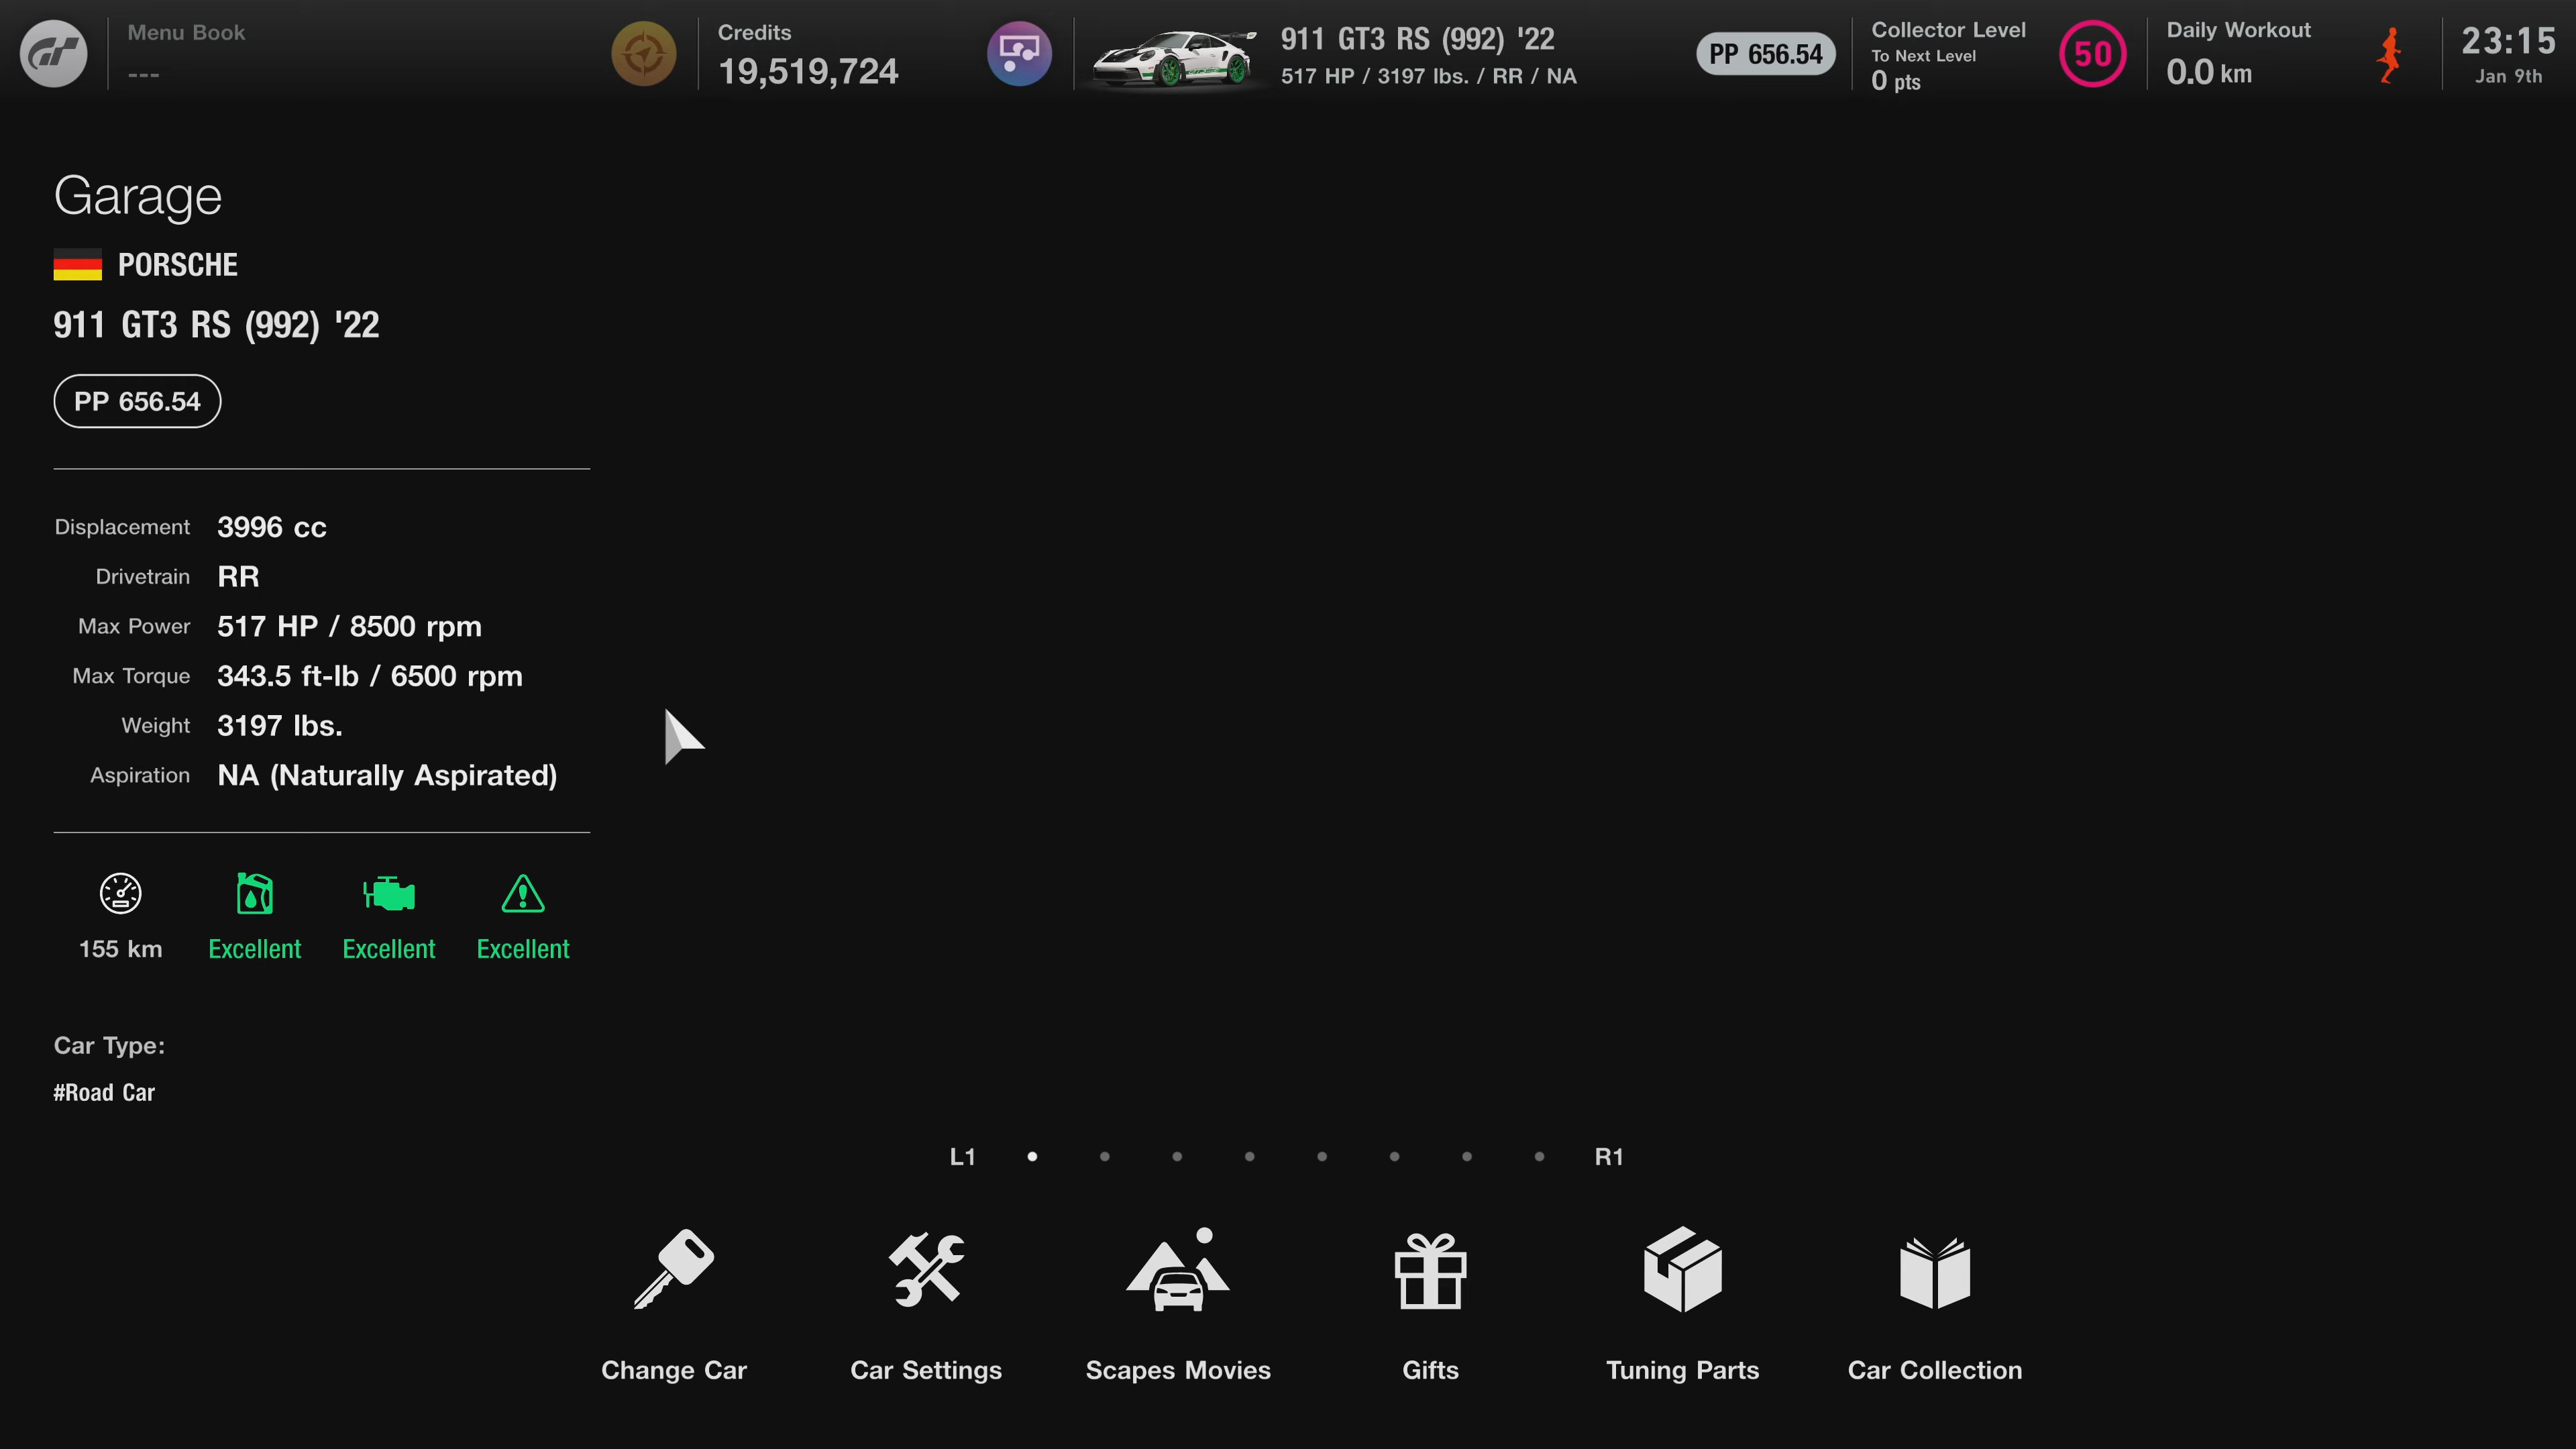 Menu Book
---
Credits
19,519,724
911 GT3 RS (992) '22
517 HP / 3197 lbs. / RR / NA
PP 656.54
Collector Level
To Next Level
0 pts
50
Daily Workout
0.0 km
23:15
Jan 9th
Garage
PORSCHE
911 GT3 RS (992) '22
PP 656.54
Displacement 3996 cc
Drivetrain RR
Max Power 517 HP / 8500 rpm
Max Torque 343.5 ft-lb / 6500 rpm
Weight 3197 lbs.
Aspiration NA (Naturally Aspirated)
155 km Excellent Excellent Excellent
Car Type:
#Road Car
L1 R1
Change Car Car Settings Scapes Movies Gifts Tuning Parts Car Collection